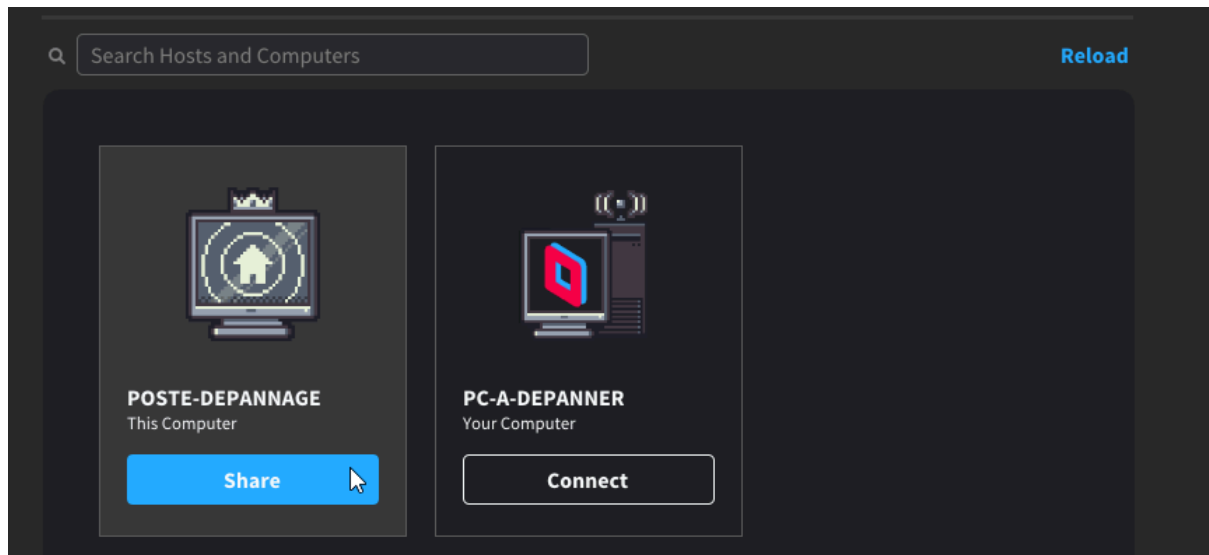 Search Hosts and Computers
Reload
POSTE-DEPANNAGE
This Computer
Share
PC-A-DEPANNER
Your Computer
Connect